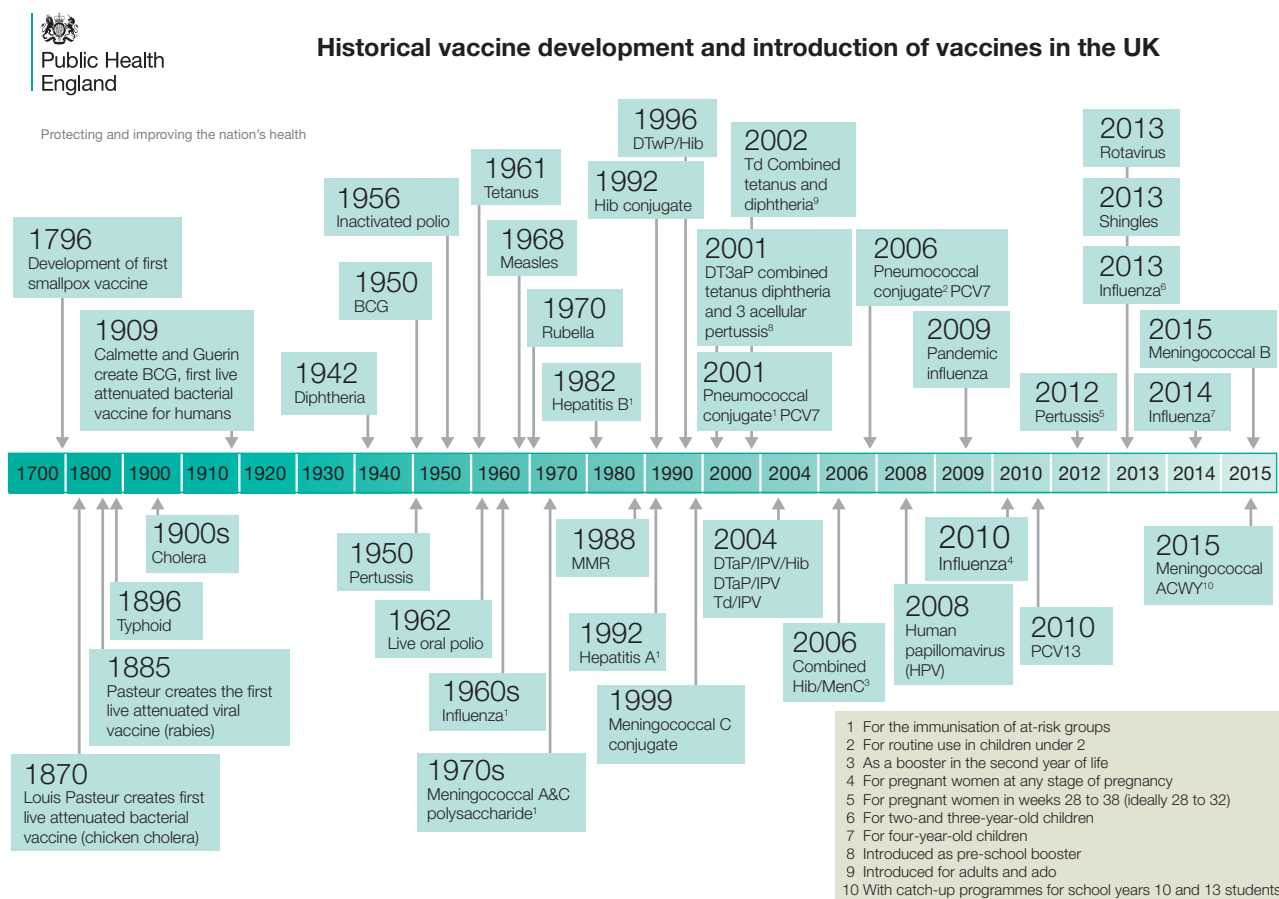 Public Health
England
Historical vaccine development and introduction of vaccines in the UK
Protecting and improving the nation's health
1796
Development of first
smallpox vaccine
1909
Calmette and Guerin
create BCG, first live
attenuated bacterial
vaccine for humans
1942
Diphtheria
1956
Inactivated polio
1950
BCG
1961
Tetanus
1968
Measles
1970
Rubella
1982
Hepatitis B¹
1996
DTwP/Hib
1992
Hib conjugate
2002
Td Combined
tetanus and
diphtheria⁹
2001
DT3aP combined
tetanus diphtheria
and 3 acellular
pertussis⁸
2001
Pneumococcal
conjugate¹ PCV7
2006
Pneumococcal
conjugate² PCV7
2009
Pandemic
influenza
2012
Pertussis⁵
2013
Rotavirus
2013
Shingles
2013
Influenza⁶
2015
Meningococcal B
2014
Influenza⁷
1700 1800 1900 1910 1920 1930 1940 1950 1960 1970 1980 1990 2000 2004 2006 2008 2009 2010 2012 2013 2014 2015
1900s
Cholera
1896
Typhoid
1885
Pasteur creates the first
live attenuated viral
vaccine (rabies)
1870
Louis Pasteur creates first
live attenuated bacterial
vaccine (chicken cholera)
1950
Pertussis
1962
Live oral polio
1960s
Influenza¹
1970s
Meningococcal A&C
polysaccharide¹
1988
MMR
1992
Hepatitis A¹
1999
Meningococcal C
conjugate
2004
DTaP/IPV/Hib
DTaP/IPV
Td/IPV
2006
Combined
Hib/MenC³
2008
Human
papillomavirus
(HPV)
2010
Influenza⁴
2010
PCV13
2015
Meningococcal
ACWY¹⁰
1 For the immunisation of at-risk groups
2 For routine use in children under 2
3 As a booster in the second year of life
4 For pregnant women at any stage of pregnancy
5 For pregnant women in weeks 28 to 38 (ideally 28 to 32)
6 For two-and three-year-old children
7 For four-year-old children
8 Introduced as pre-school booster
9 Introduced for adults and ado
10 With catch-up programmes for school years 10 and 13 students